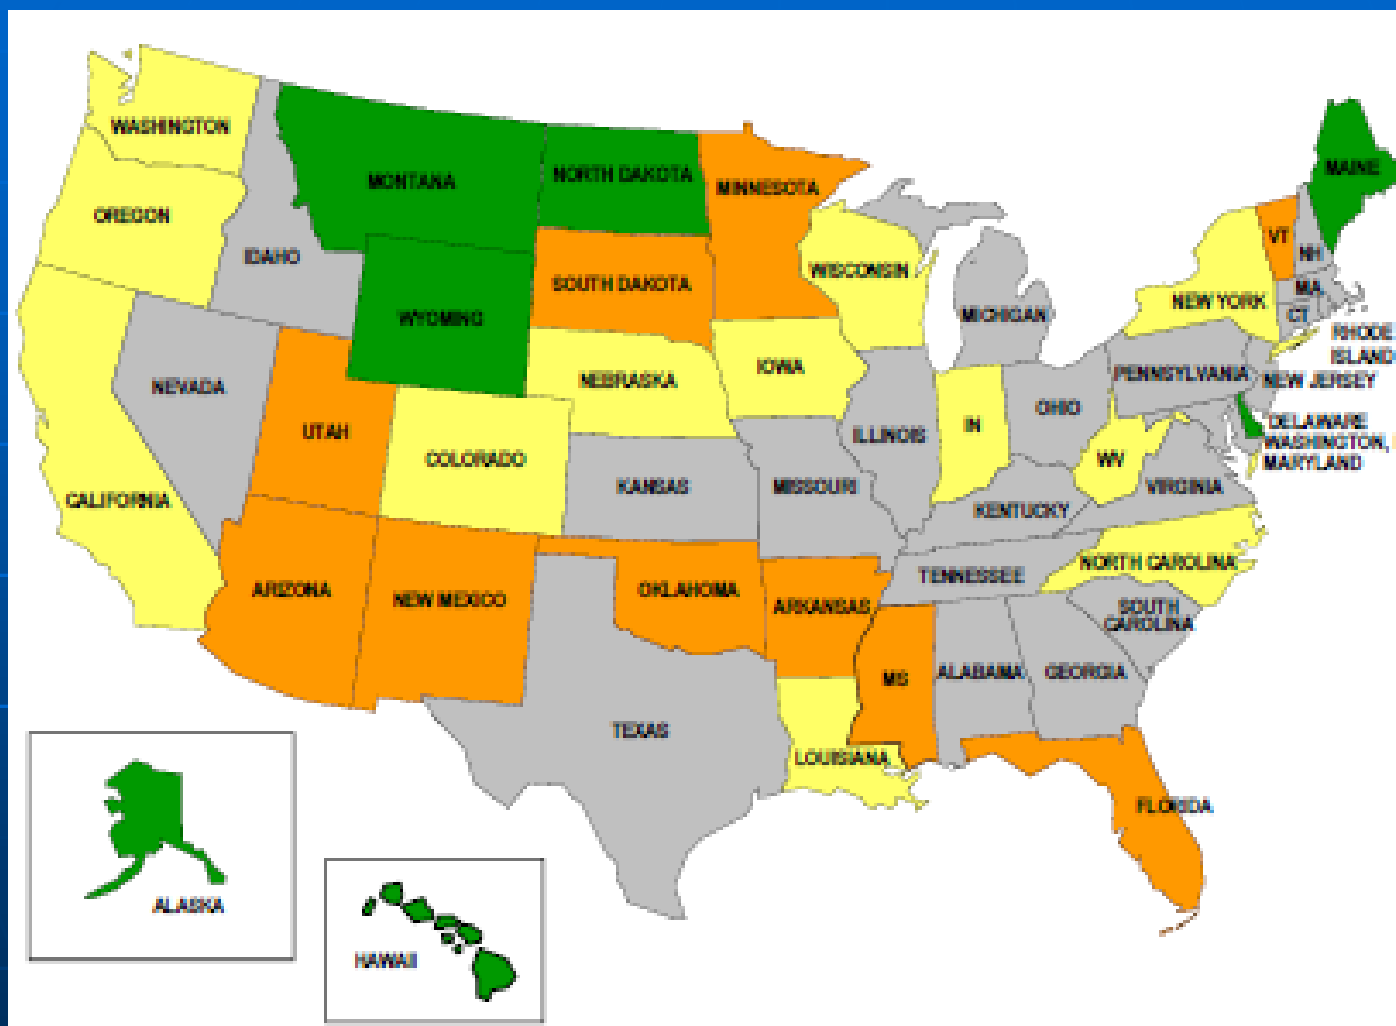 WASHINGTON
MONTANA
NORTH DAKOTA
MINNESOTA
MAINE
OREGON
IDAHO
SOUTH DAKOTA
WISCONSIN
VT
NH
MA
NEW YORK
CT
WYOMING
MICHIGAN
RHODE
ISLAND
NEVADA
NEBRASKA
IOWA
PENNSYLVANIA
NEW JERSEY
OHIO
UTAH
COLORADO
ILLINOIS
IN
DELAWARE
WASHINGTON,
MARYLAND
WV
CALIFORNIA
KANSAS
MISSOURI
KENTUCKY
VIRGINIA
ARIZONA
NEW MEXICO
OKLAHOMA
ARKANSAS
TENNESSEE
NORTH CAROLINA
SOUTH
CAROLINA
MS
ALABAMA
GEORGIA
TEXAS
LOUISIANA
FLORIDA
ALASKA
HAWAII